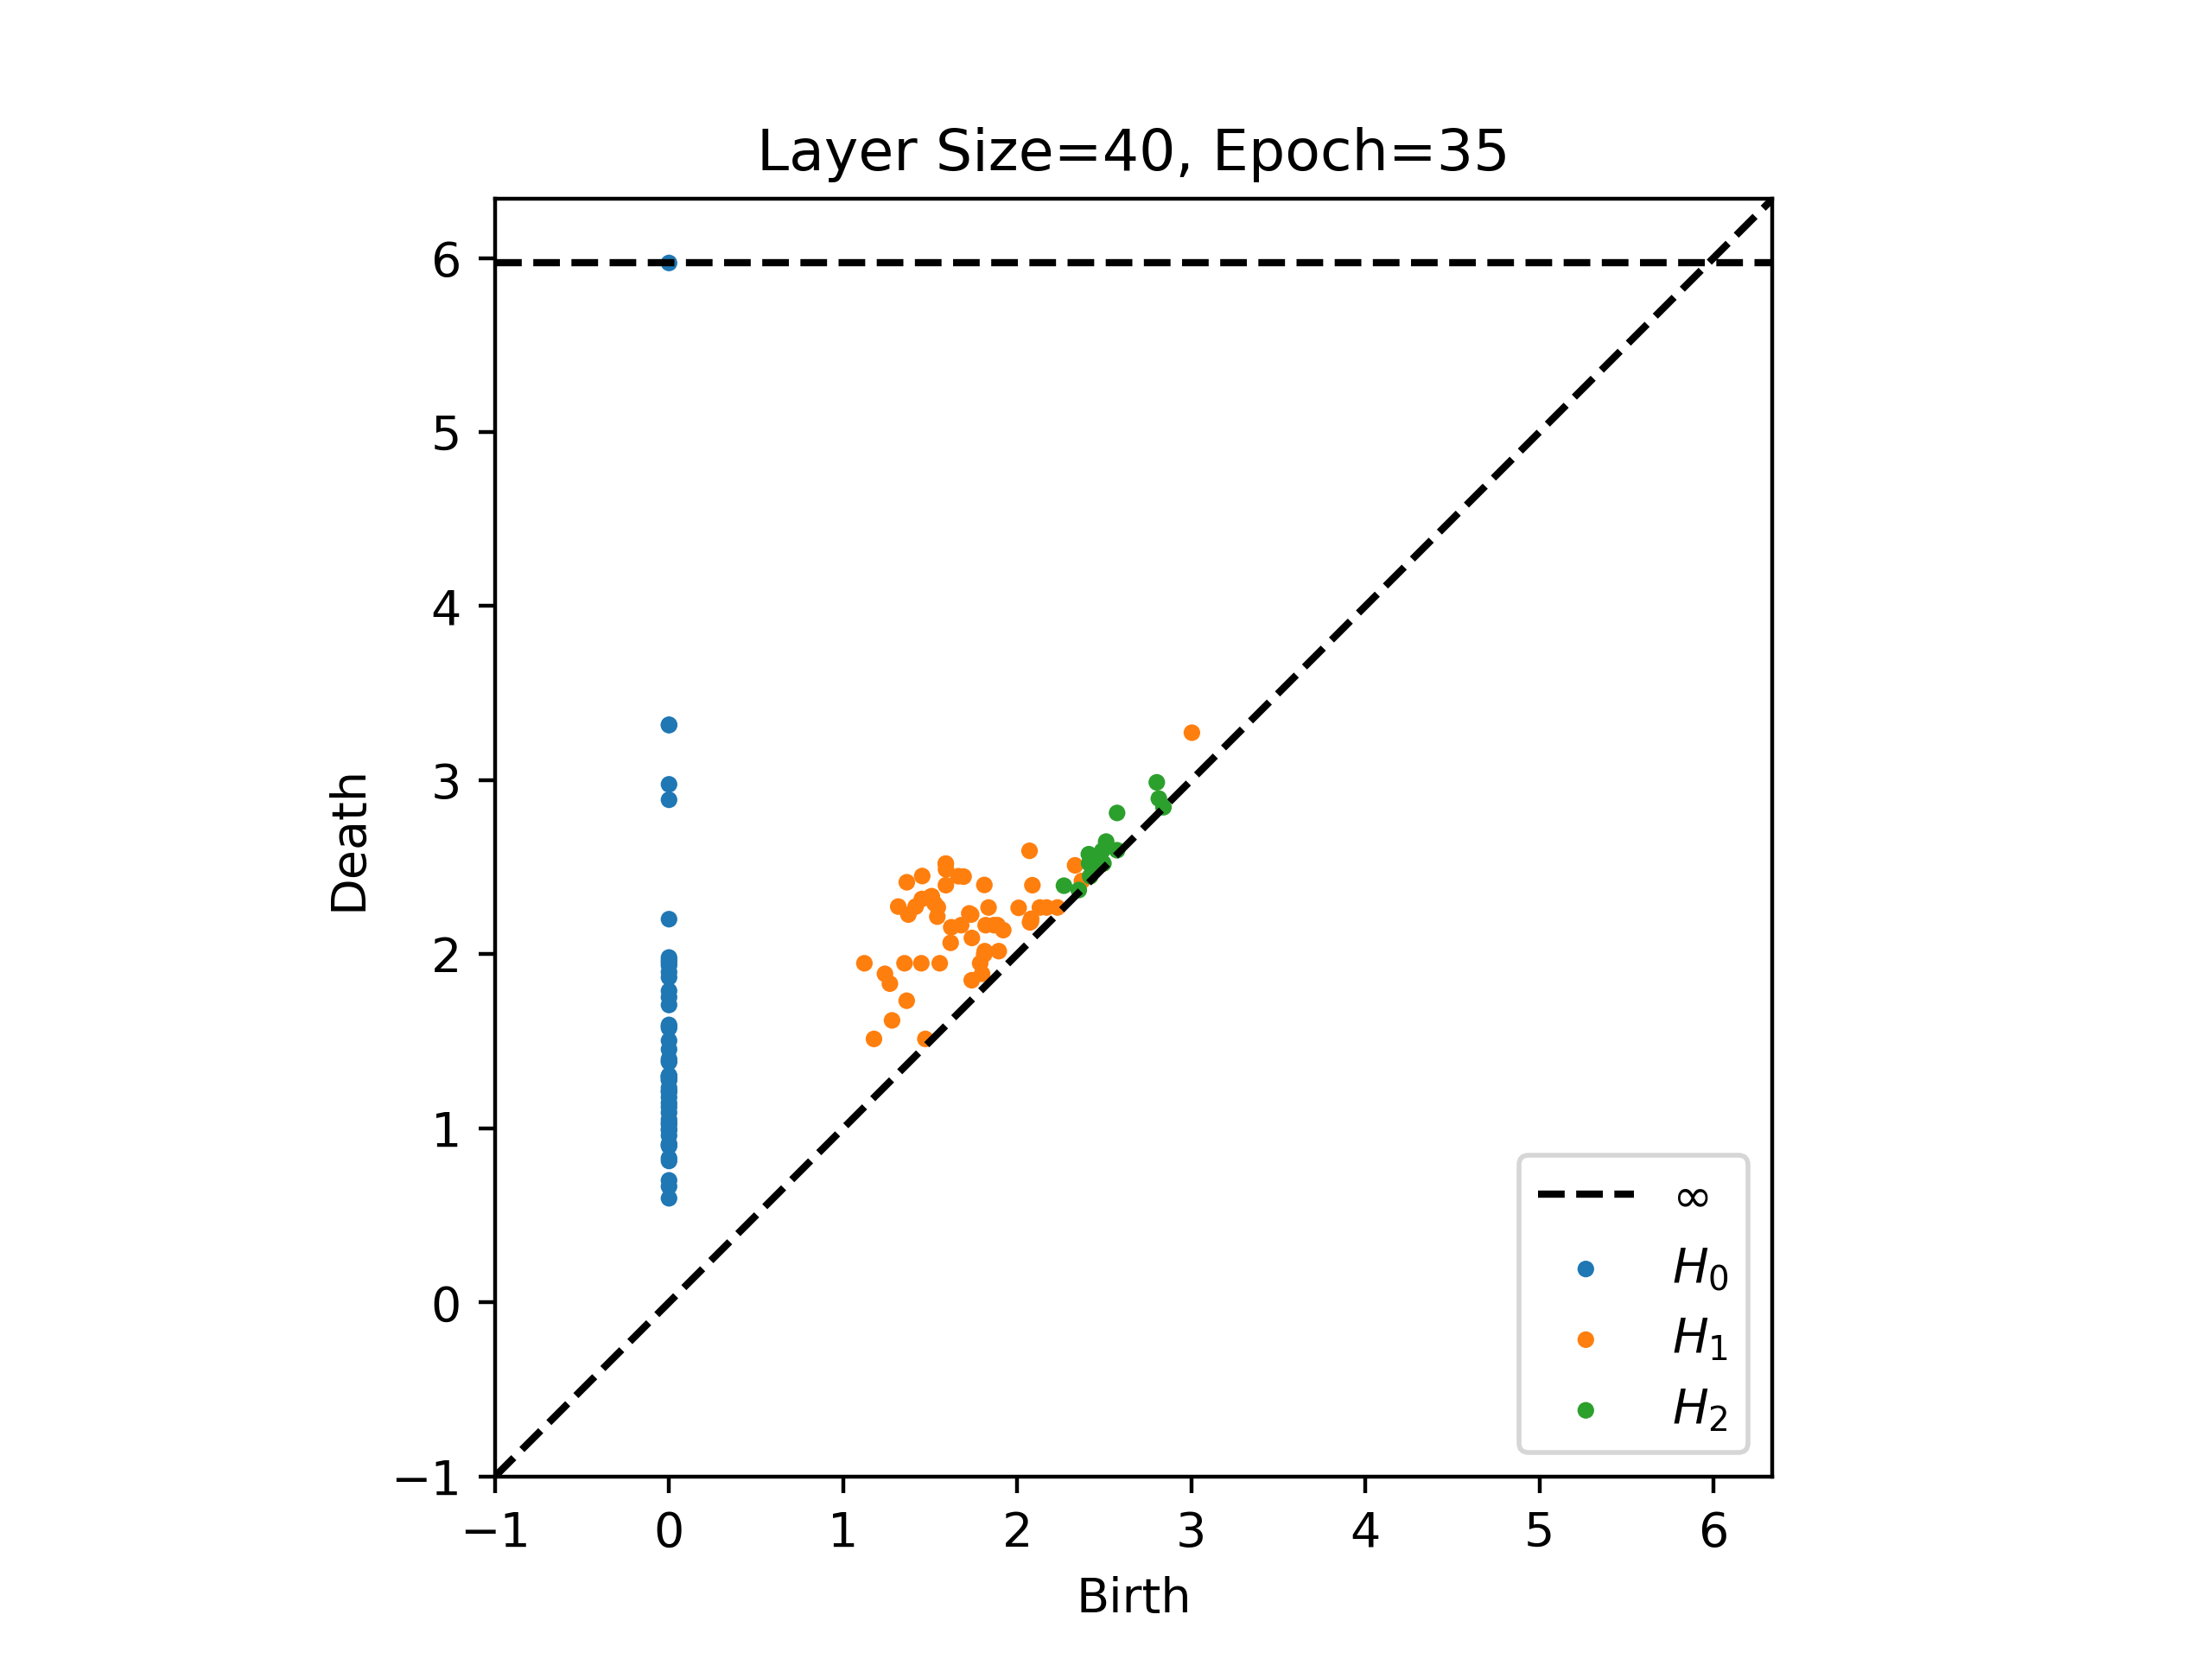 Layer Size=40, Epoch=35
6
5
4
3
2
1
0
−1
Death
−1 0 1 2 3 4 5 6
Birth
∞
H₀
H₁
H₂